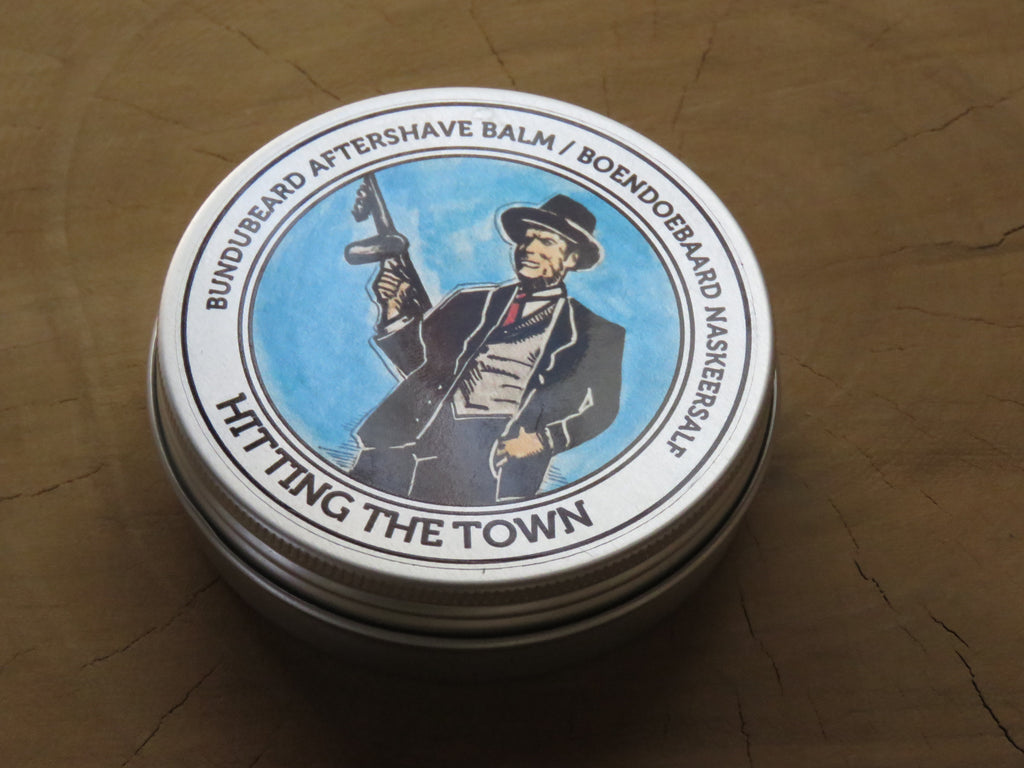 BUNDUBEARD AFTERSHAVE BALM / BOENDOEBAARD NASKEERSALF
HITTING THE TOWN